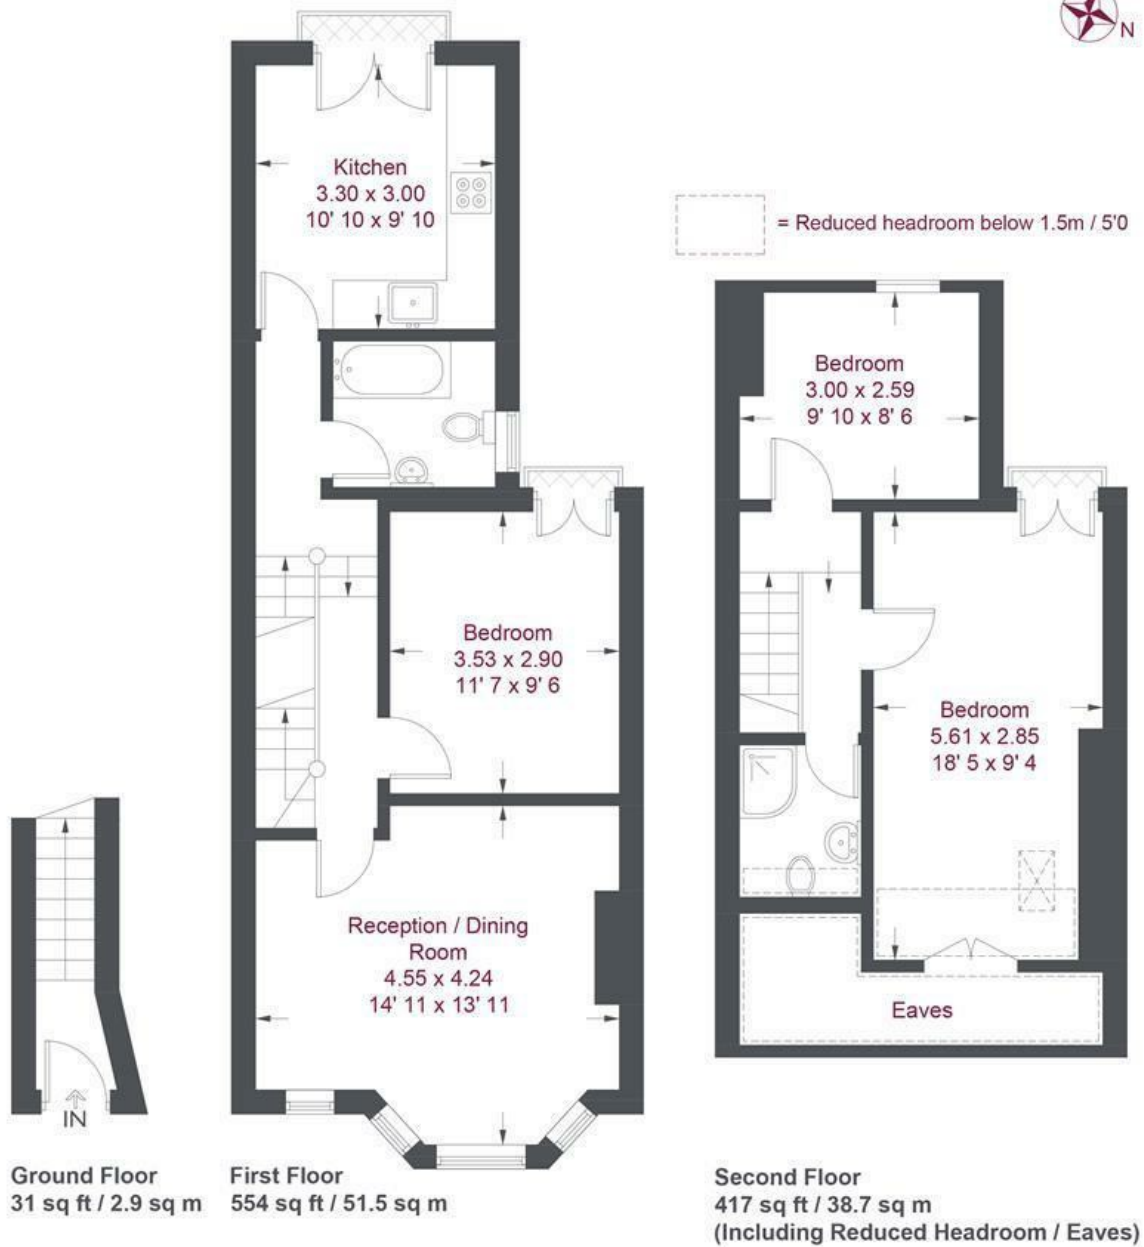 N
Kitchen
3.30 x 3.00
10' 10 x 9' 10
= Reduced headroom below 1.5m / 5'0
Bedroom
3.00 x 2.59
9' 10 x 8' 6
Bedroom
3.53 x 2.90
11' 7 x 9' 6
Bedroom
5.61 x 2.85
18' 5 x 9' 4
Reception / Dining
Room
4.55 x 4.24
14' 11 x 13' 11
Eaves
IN
Ground Floor
31 sq ft / 2.9 sq m
First Floor
554 sq ft / 51.5 sq m
Second Floor
417 sq ft / 38.7 sq m
(Including Reduced Headroom / Eaves)